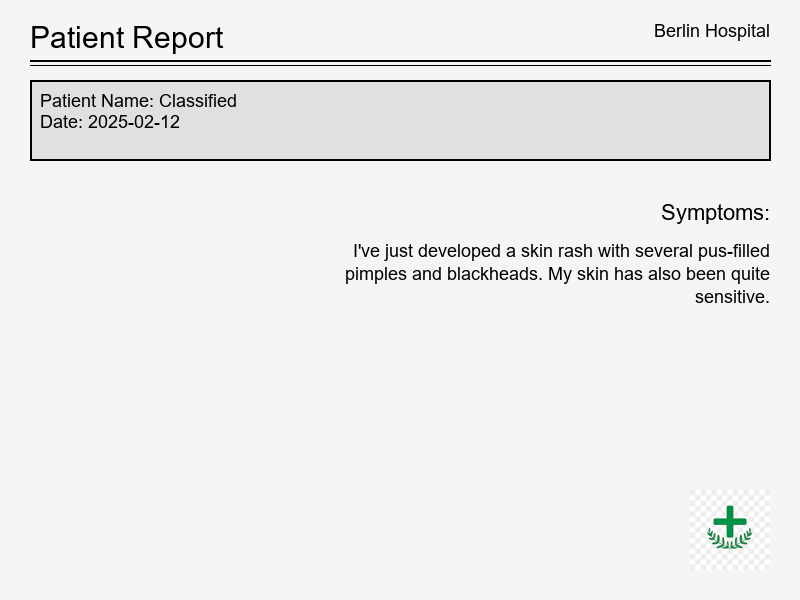 Patient Report
Berlin Hospital
Patient Name: Classified
Date: 2025-02-12
Symptoms:
I've just developed a skin rash with several pus-filled
pimples and blackheads. My skin has also been quite
sensitive.